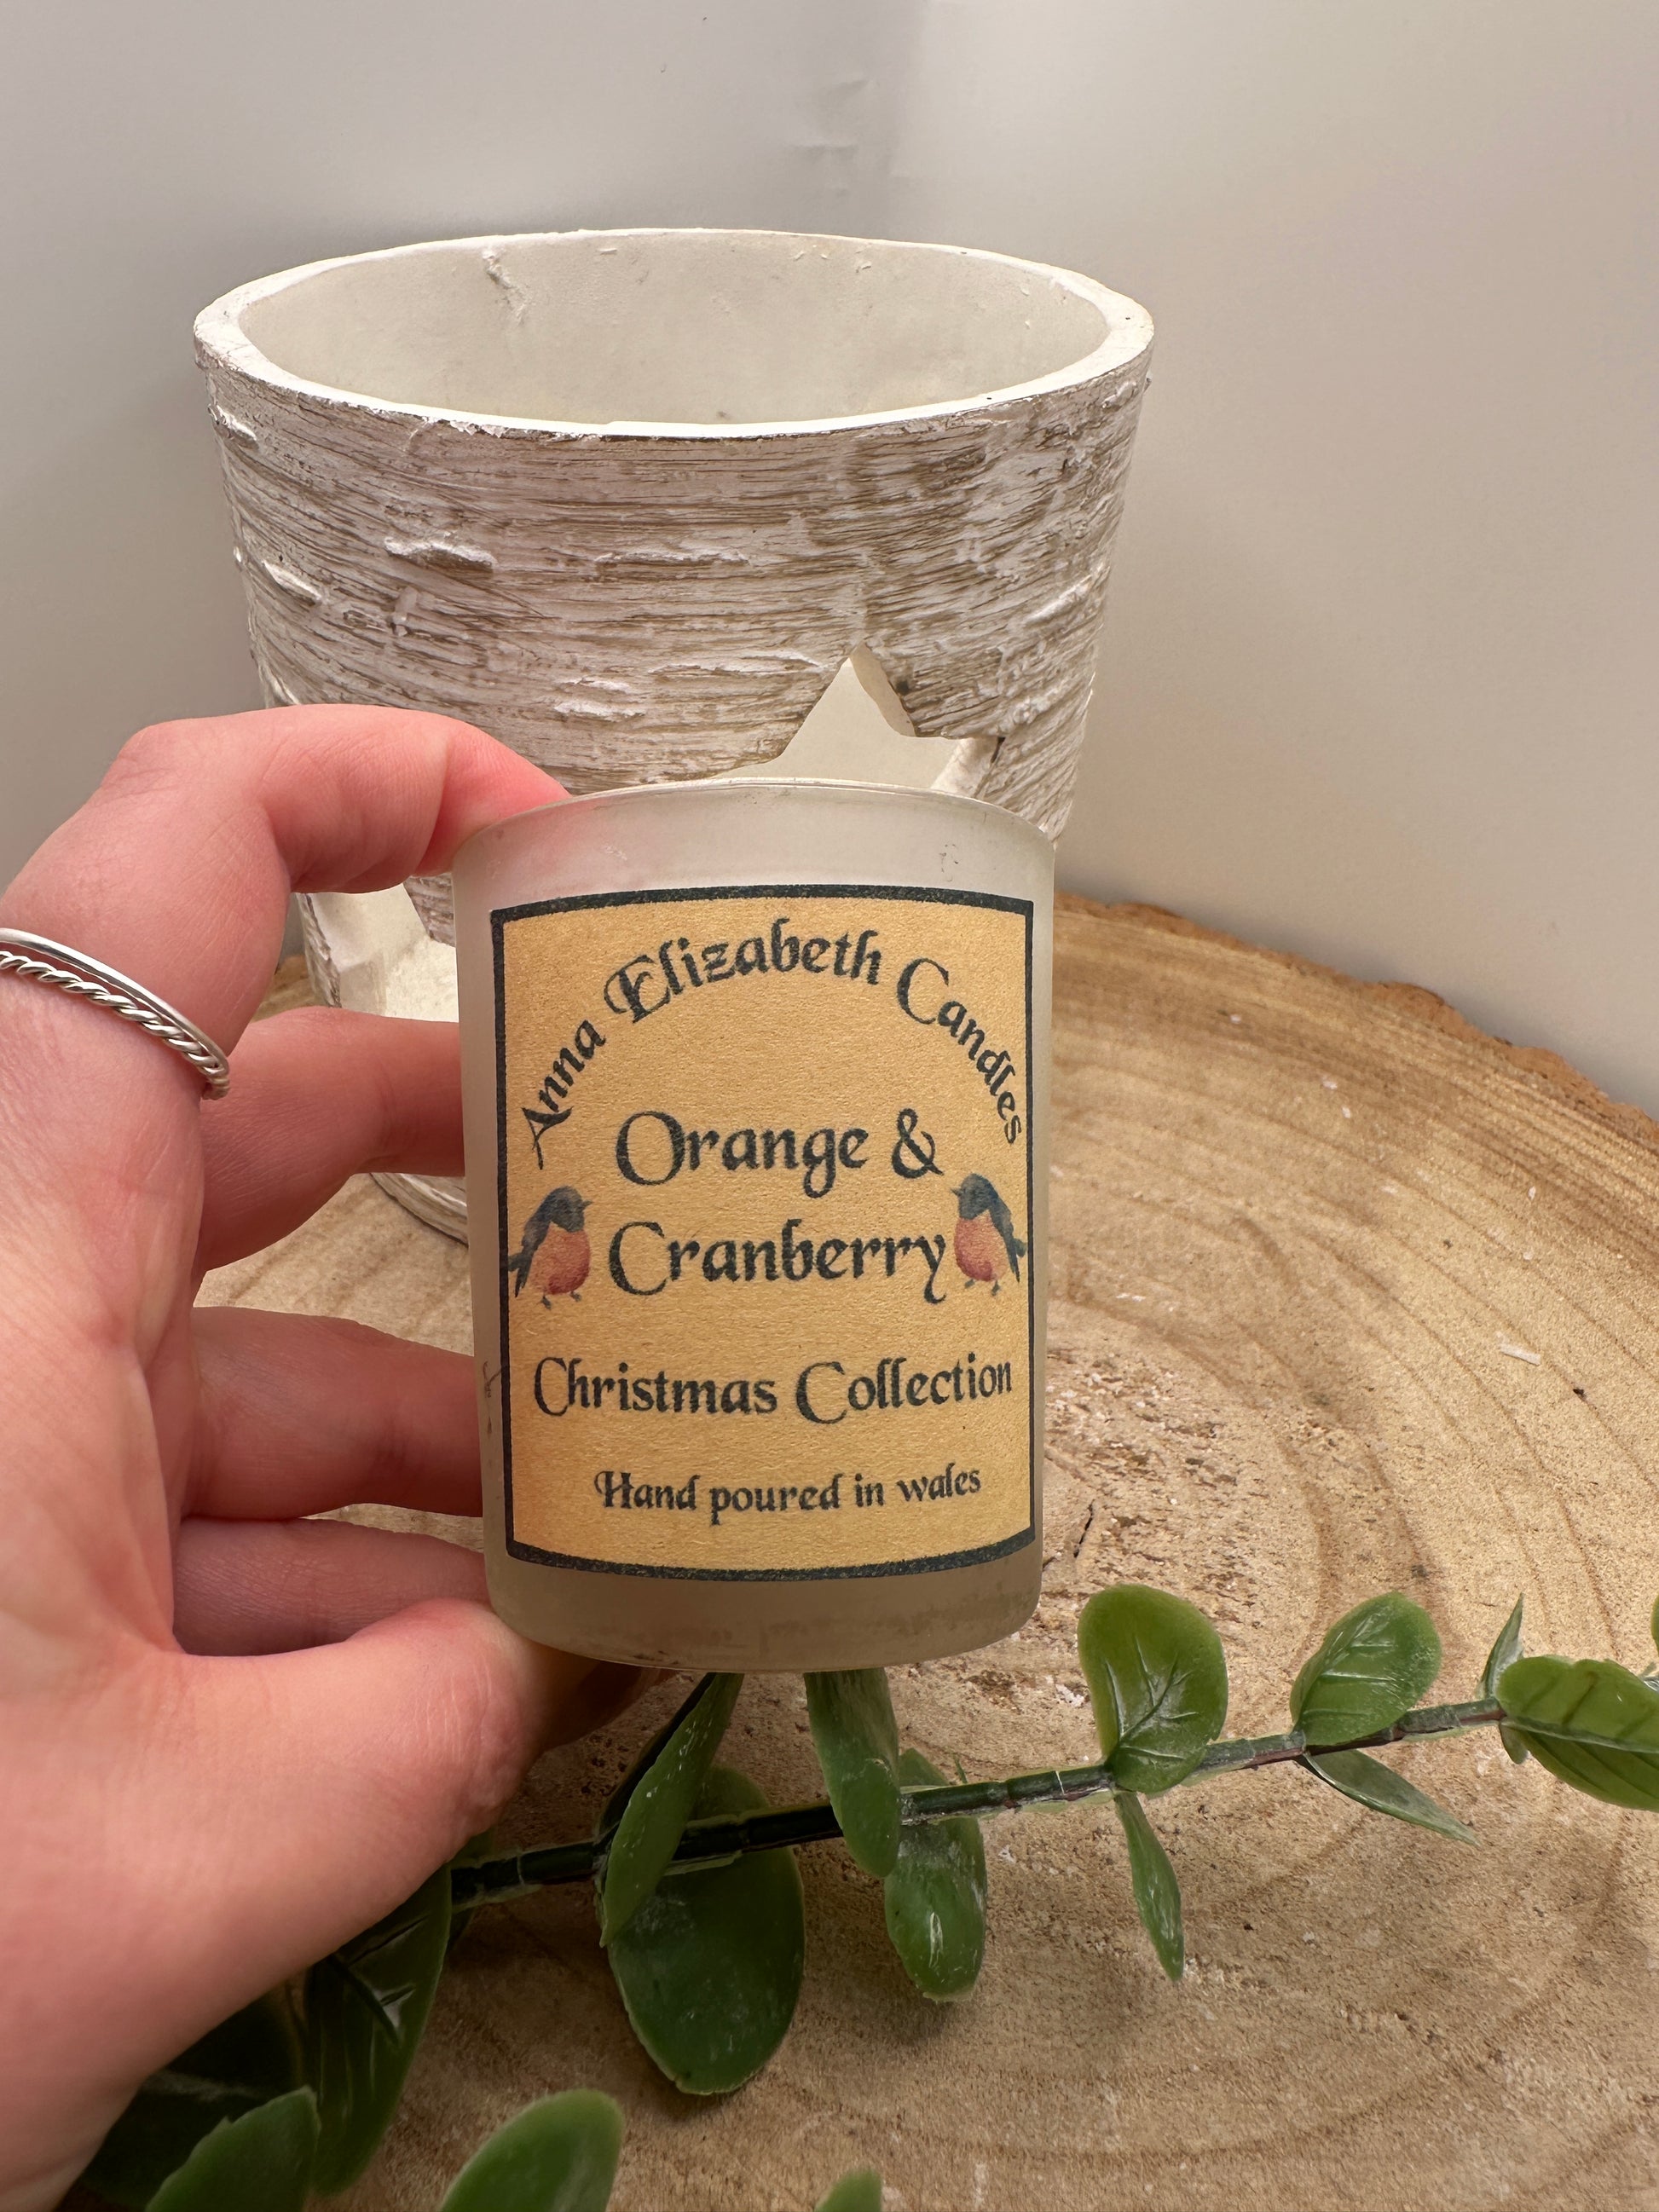 Anna Elizabeth Candles
Orange &
Cranberry
Christmas Collection
Hand poured in wales